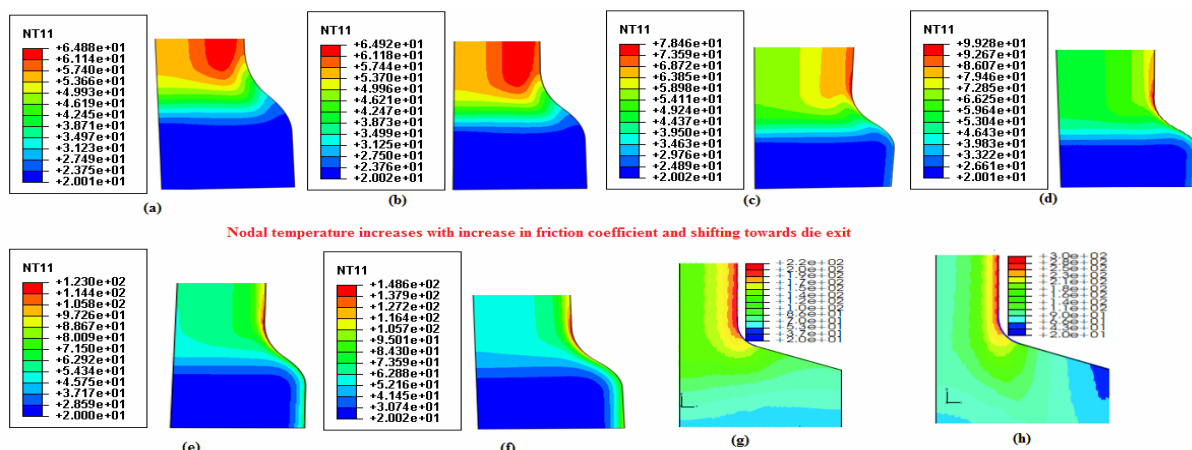 NT11
+6.488e+01
+6.114e+01
+5.740e+01
+5.366e+01
+4.993e+01
+4.619e+01
+4.245e+01
+3.871e+01
+3.497e+01
+3.123e+01
+2.749e+01
+2.375e+01
+2.001e+01
(a)
NT11
+6.492e+01
+6.118e+01
+5.744e+01
+5.370e+01
+4.996e+01
+4.621e+01
+4.247e+01
+3.873e+01
+3.499e+01
+3.125e+01
+2.750e+01
+2.376e+01
+2.002e+01
(b)
NT11
+7.846e+01
+7.359e+01
+6.872e+01
+6.385e+01
+5.898e+01
+5.411e+01
+4.924e+01
+4.437e+01
+3.950e+01
+3.463e+01
+2.976e+01
+2.489e+01
+2.002e+01
(c)
NT11
+9.928e+01
+9.267e+01
+8.607e+01
+7.946e+01
+7.285e+01
+6.625e+01
+5.964e+01
+5.304e+01
+4.643e+01
+3.983e+01
+3.322e+01
+2.661e+01
+2.001e+01
(d)
Nodal temperature increases with increase in friction coefficient and shifting towards die exit
NT11
+1.230e+02
+1.144e+02
+1.058e+02
+9.726e+01
+8.867e+01
+8.009e+01
+7.150e+01
+6.292e+01
+5.434e+01
+4.575e+01
+3.717e+01
+2.859e+01
+2.000e+01
(e)
NT11
+1.486e+02
+1.379e+02
+1.272e+02
+1.164e+02
+1.057e+02
+9.501e+01
+8.430e+01
+7.359e+01
+6.288e+01
+5.216e+01
+4.145e+01
+3.074e+01
+2.002e+01
(f)
+2.2e+02
+2.0e+02
(g)
(h)